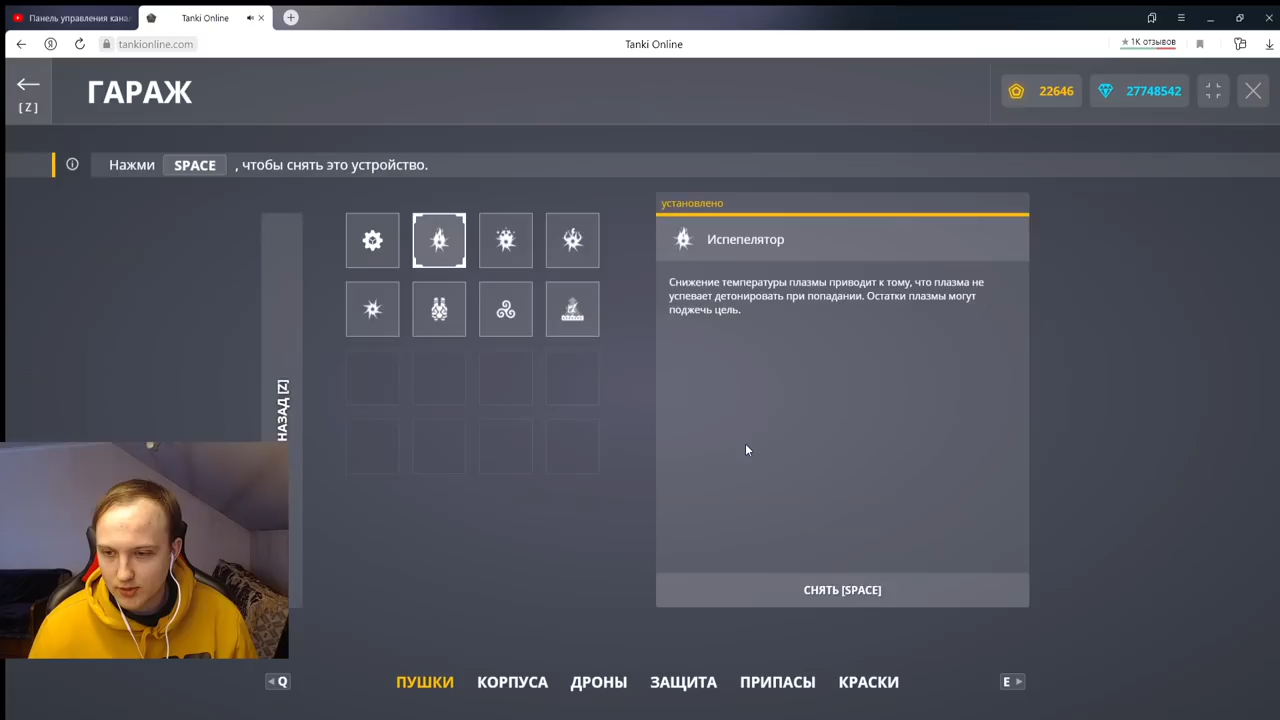 Панель управления кана
Tanki Online
tankionline.com
Tanki Online
1К отзывов
[ Z ]
ГАРАЖ
22646
27748542
Нажми SPACE , чтобы снять это устройство.
НАЗАД [Z]
установлено
Испепелятор
Снижение температуры плазмы приводит к тому, что плазма не
успевает детонировать при попадании. Остатки плазмы могут
поджечь цель.
СНЯТЬ [SPACE]
Q
ПУШКИ
КОРПУСА
ДРОНЫ
ЗАЩИТА
ПРИПАСЫ
КРАСКИ
E